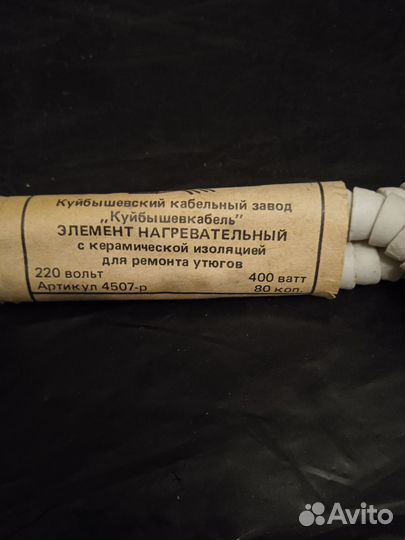 Куйбышевский кабельный завод
„Куйбышевкабель"
ЭЛЕМЕНТ НАГРЕВАТЕЛЬНЫЙ
с керамической изоляцией
для ремонта утюгов
220 вольт 400 ватт
Артикул 4507-р 80 коп.
Avito